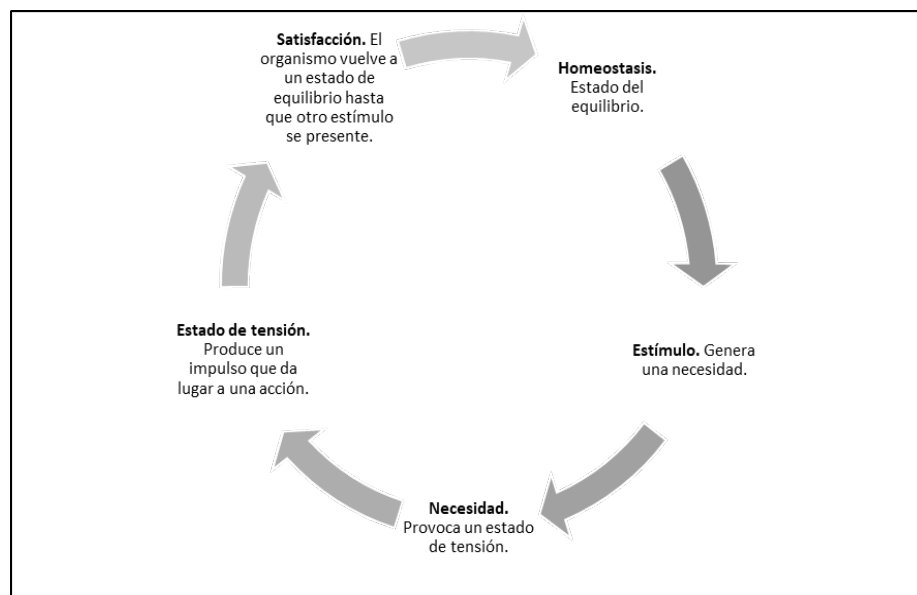 Satisfacción. El
organismo vuelve a
un estado de
equilibrio hasta
que otro estímulo
se presente.
Homeostasis.
Estado del
equilibrio.
Estímulo. Genera
una necesidad.
Necesidad.
Provoca un estado
de tensión.
Estado de tensión.
Produce un
impulso que da
lugar a una acción.